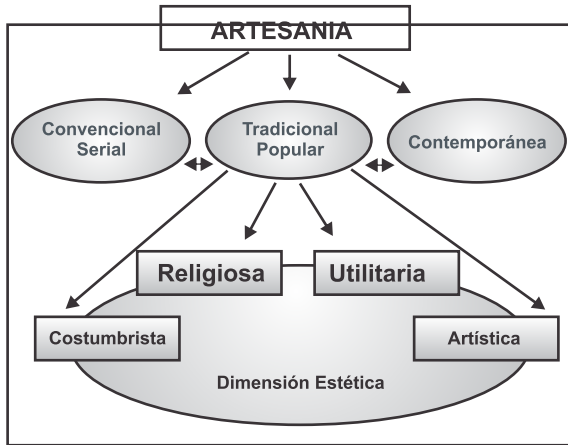 ARTESANIA
Convencional
Serial
Tradicional
Popular
Contemporánea
Religiosa
Utilitaria
Costumbrista
Artística
Dimensión Estética